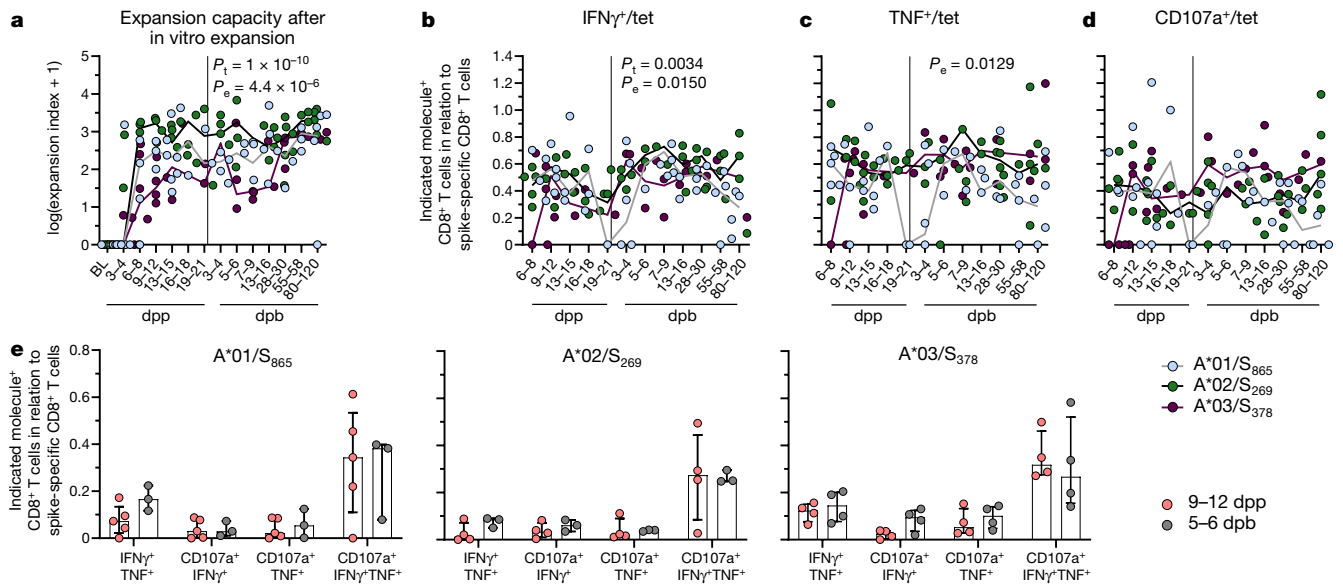 a
Expansion capacity after
in vitro expansion
log(expansion index + 1)
5
4
3
2
1
0
Pt = 1 × 10⁻¹⁰
Pe = 4.4 × 10⁻⁶
BL
3–4
6–8
9–12
13–15
16–18
19–21
3–4
5–6
7–9
13–16
28–30
55–58
80–120
dpp
dpb
b
IFNγ⁺/tet
Indicated molecule⁺
CD8⁺ T cells in relation to
spike-specific CD8⁺ T cells
1.4
1.2
1.0
0.8
0.6
0.4
0.2
0
Pt = 0.0034
Pe = 0.0150
6–8
9–12
13–15
16–18
19–21
3–4
5–6
7–9
13–16
28–30
55–58
80–120
dpp
dpb
c
TNF⁺/tet
Pe = 0.0129
6–8
9–12
13–15
16–18
19–21
3–4
5–6
7–9
13–16
28–30
55–58
80–120
dpp
dpb
d
CD107a⁺/tet
6–8
9–12
13–15
16–18
19–21
3–4
5–6
7–9
13–16
28–30
55–58
80–120
dpp
dpb
e
Indicated molecule⁺
CD8⁺ T cells in relation to
spike-specific CD8⁺ T cells
0.8
0.6
0.4
0.2
0
A*01/S₈₆₅
IFNγ⁺
TNF⁺
CD107a⁺
IFNγ⁺
CD107a⁺
TNF⁺
CD107a⁺
IFNγ⁺TNF⁺
A*02/S₂₆₉
IFNγ⁺
TNF⁺
CD107a⁺
IFNγ⁺
CD107a⁺
TNF⁺
CD107a⁺
IFNγ⁺TNF⁺
A*03/S₃₇₈
IFNγ⁺
TNF⁺
CD107a⁺
IFNγ⁺
CD107a⁺
TNF⁺
CD107a⁺
IFNγ⁺TNF⁺
A*01/S₈₆₅
A*02/S₂₆₉
A*03/S₃₇₈
9–12 dpp
5–6 dpb